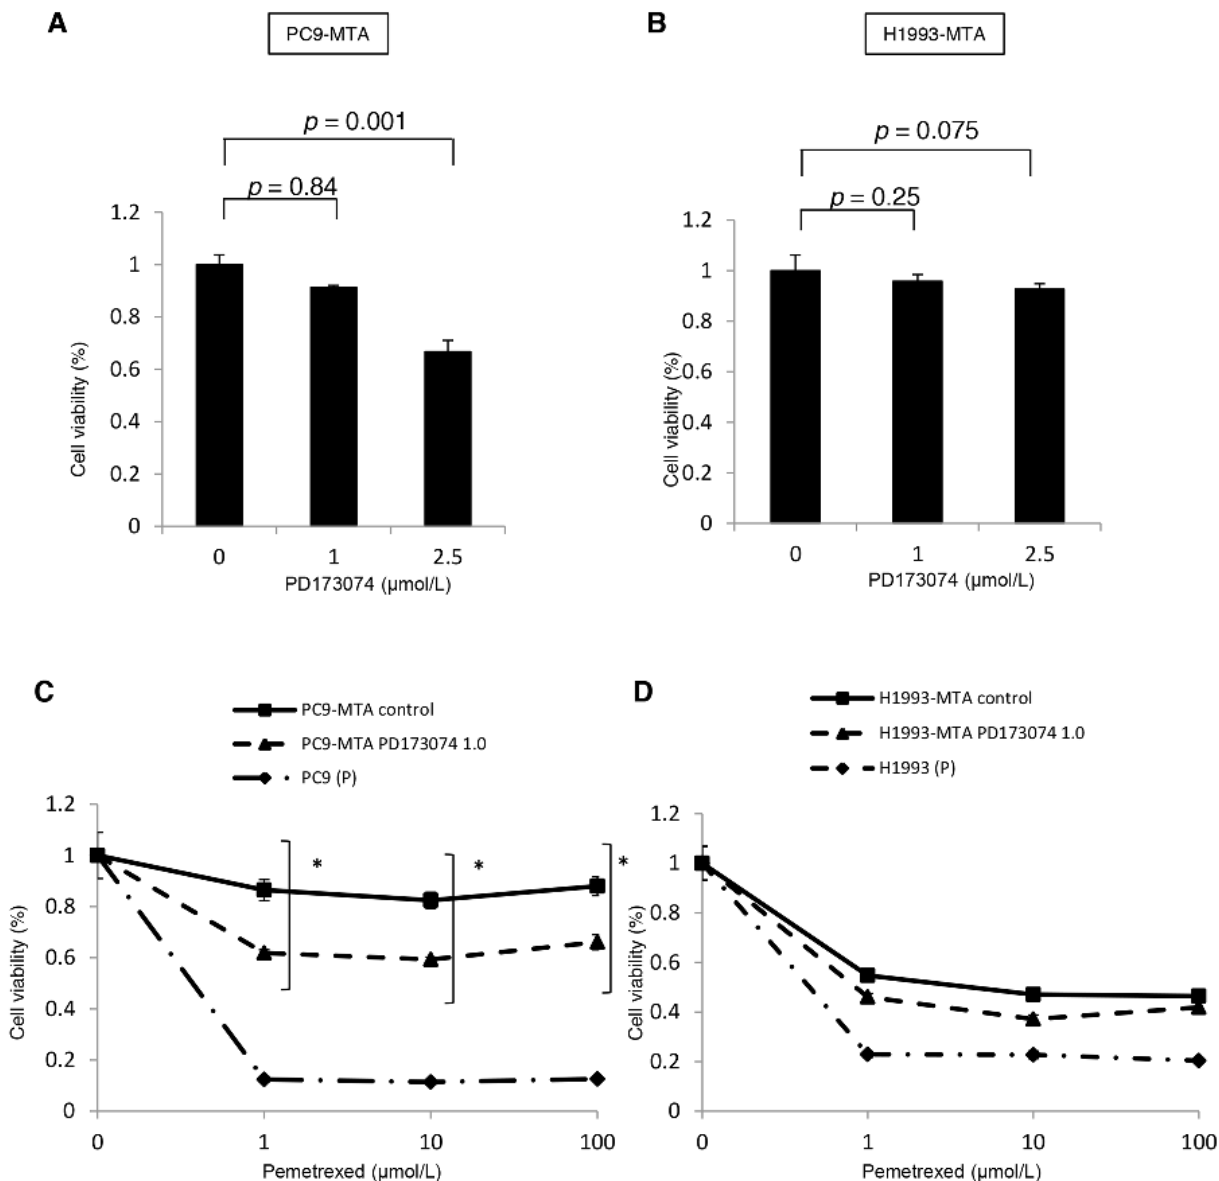 A
PC9-MTA
p = 0.001
p = 0.84
1.2
1
0.8
0.6
0.4
0.2
0
Cell viability (%)
0 1 2.5
PD173074 (μmol/L)
B
H1993-MTA
p = 0.075
p = 0.25
1.2
1
0.8
0.6
0.4
0.2
0
Cell viability (%)
0 1 2.5
PD173074 (μmol/L)
C
PC9-MTA control
PC9-MTA PD173074 1.0
PC9 (P)
1.2
1
0.8
0.6
0.4
0.2
0
Cell viability (%)
* * *
0 1 10 100
Pemetrexed (μmol/L)
D
H1993-MTA control
H1993-MTA PD173074 1.0
H1993 (P)
1.2
1
0.8
0.6
0.4
0.2
0
Cell viability (%)
0 1 10 100
Pemetrexed (μmol/L)